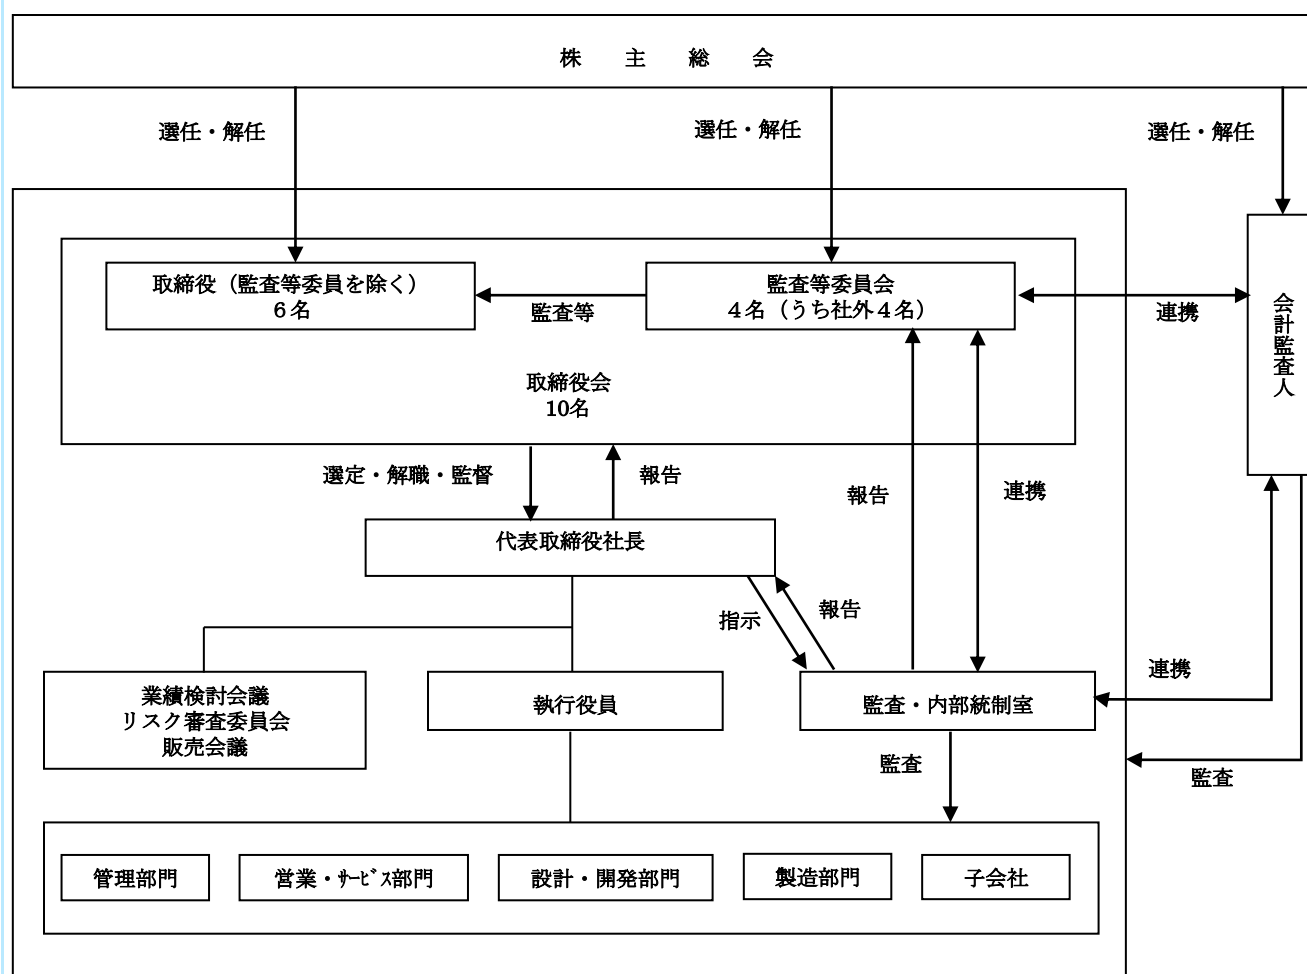 株　主　総　会
選任・解任
選任・解任
選任・解任
取締役（監査等委員を除く）
６名
監査等
監査等委員会
４名（うち社外４名）
連携
会計監査人
取締役会
10名
選定・解職・監督
報告
報告
連携
代表取締役社長
指示
報告
連携
業績検討会議
リスク審査委員会
販売会議
執行役員
監査・内部統制室
監査
監査
管理部門
営業・ｻｰﾋﾞｽ部門
設計・開発部門
製造部門
子会社